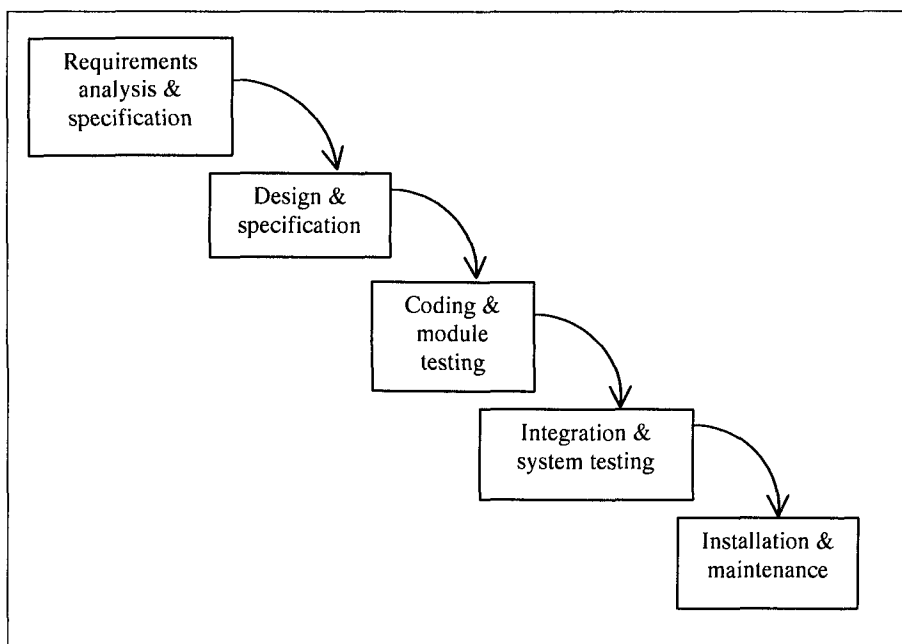 Requirements
analysis &
specification
Design &
specification
Coding &
module
testing
Integration &
system testing
Installation &
maintenance